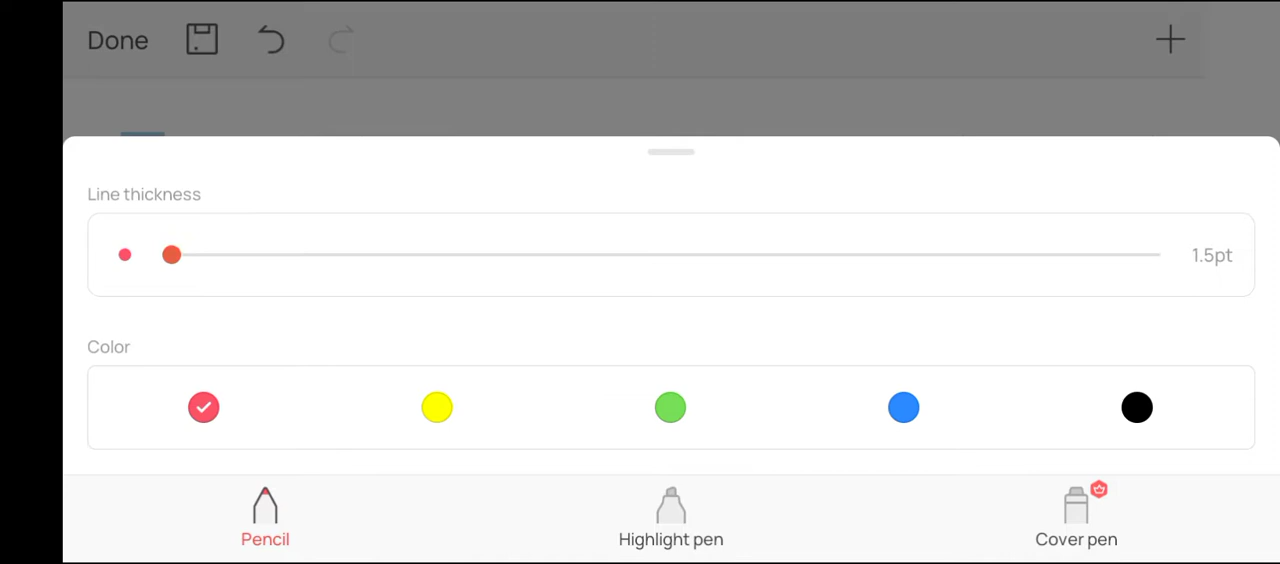 Done
Line thickness
1.5pt
Color
Pencil
Highlight pen
Cover pen